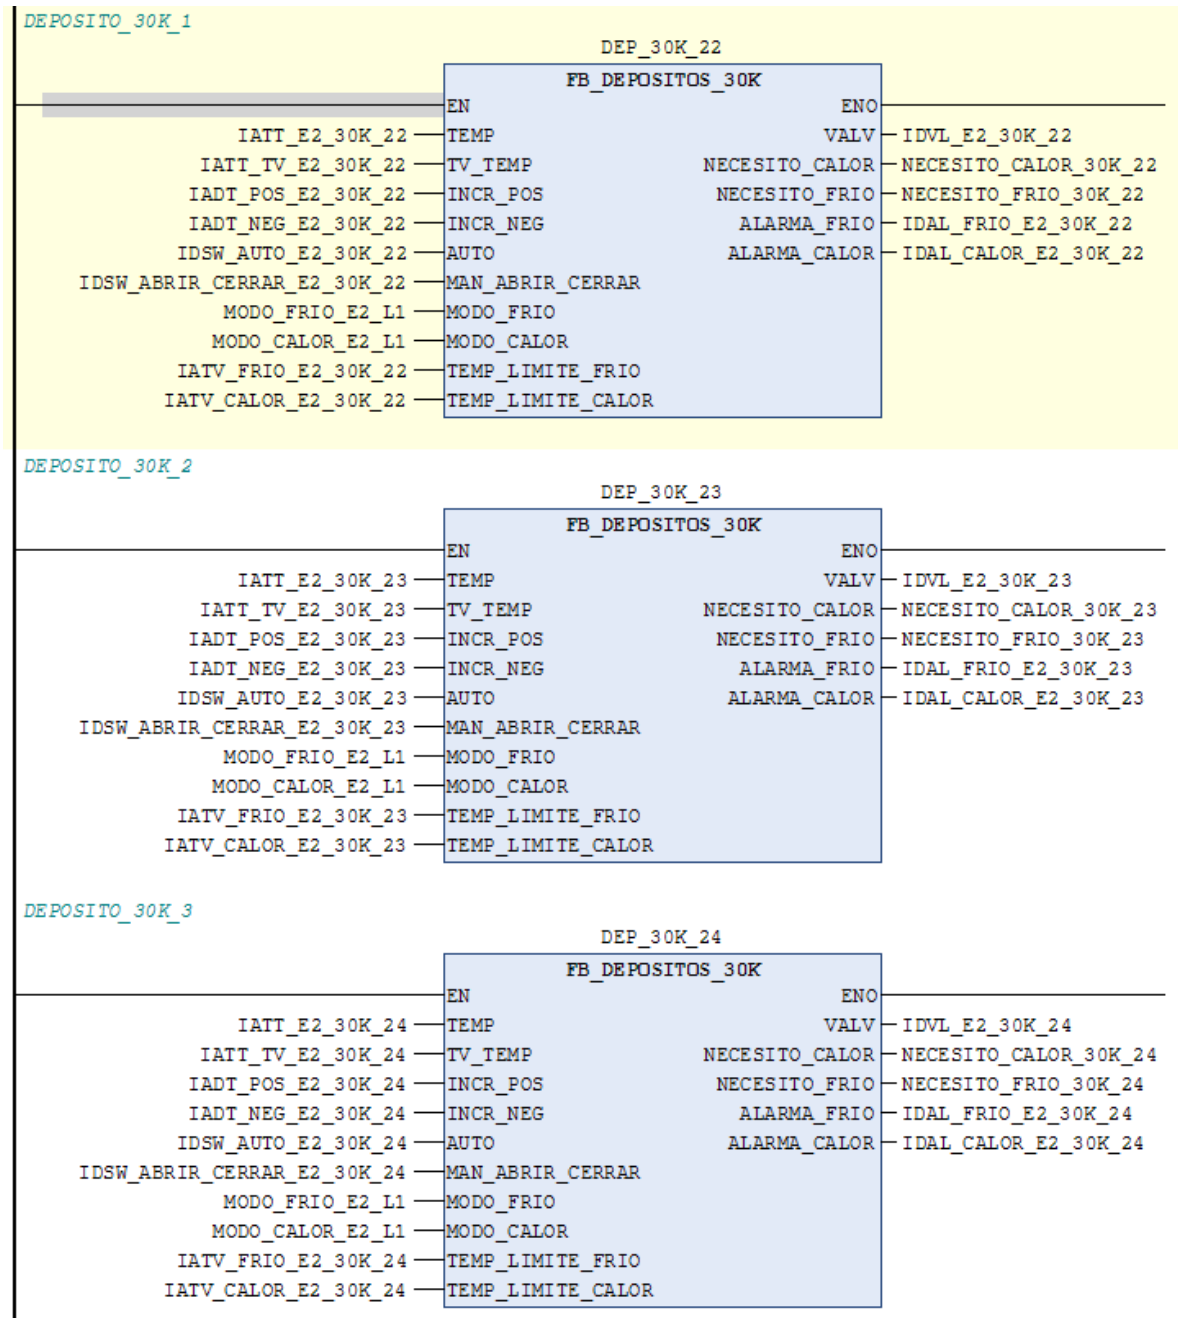 DEPOSITO_30K_1
DEP_30K_22
FB_DEPOSITOS_30K
EN ENO
IATT_E2_30K_22 TEMP VALV IDVL_E2_30K_22
IATT_TV_E2_30K_22 TV_TEMP NECESITO_CALOR NECESITO_CALOR_30K_22
IADT_POS_E2_30K_22 INCR_POS NECESITO_FRIO NECESITO_FRIO_30K_22
IADT_NEG_E2_30K_22 INCR_NEG ALARMA_FRIO IDAL_FRIO_E2_30K_22
IDSW_AUTO_E2_30K_22 AUTO ALARMA_CALOR IDAL_CALOR_E2_30K_22
IDSW_ABRIR_CERRAR_E2_30K_22 MAN_ABRIR_CERRAR
MODO_FRIO_E2_L1 MODO_FRIO
MODO_CALOR_E2_L1 MODO_CALOR
IATV_FRIO_E2_30K_22 TEMP_LIMITE_FRIO
IATV_CALOR_E2_30K_22 TEMP_LIMITE_CALOR
DEPOSITO_30K_2
DEP_30K_23
FB_DEPOSITOS_30K
EN ENO
IATT_E2_30K_23 TEMP VALV IDVL_E2_30K_23
IATT_TV_E2_30K_23 TV_TEMP NECESITO_CALOR NECESITO_CALOR_30K_23
IADT_POS_E2_30K_23 INCR_POS NECESITO_FRIO NECESITO_FRIO_30K_23
IADT_NEG_E2_30K_23 INCR_NEG ALARMA_FRIO IDAL_FRIO_E2_30K_23
IDSW_AUTO_E2_30K_23 AUTO ALARMA_CALOR IDAL_CALOR_E2_30K_23
IDSW_ABRIR_CERRAR_E2_30K_23 MAN_ABRIR_CERRAR
MODO_FRIO_E2_L1 MODO_FRIO
MODO_CALOR_E2_L1 MODO_CALOR
IATV_FRIO_E2_30K_23 TEMP_LIMITE_FRIO
IATV_CALOR_E2_30K_23 TEMP_LIMITE_CALOR
DEPOSITO_30K_3
DEP_30K_24
FB_DEPOSITOS_30K
EN ENO
IATT_E2_30K_24 TEMP VALV IDVL_E2_30K_24
IATT_TV_E2_30K_24 TV_TEMP NECESITO_CALOR NECESITO_CALOR_30K_24
IADT_POS_E2_30K_24 INCR_POS NECESITO_FRIO NECESITO_FRIO_30K_24
IADT_NEG_E2_30K_24 INCR_NEG ALARMA_FRIO IDAL_FRIO_E2_30K_24
IDSW_AUTO_E2_30K_24 AUTO ALARMA_CALOR IDAL_CALOR_E2_30K_24
IDSW_ABRIR_CERRAR_E2_30K_24 MAN_ABRIR_CERRAR
MODO_FRIO_E2_L1 MODO_FRIO
MODO_CALOR_E2_L1 MODO_CALOR
IATV_FRIO_E2_30K_24 TEMP_LIMITE_FRIO
IATV_CALOR_E2_30K_24 TEMP_LIMITE_CALOR